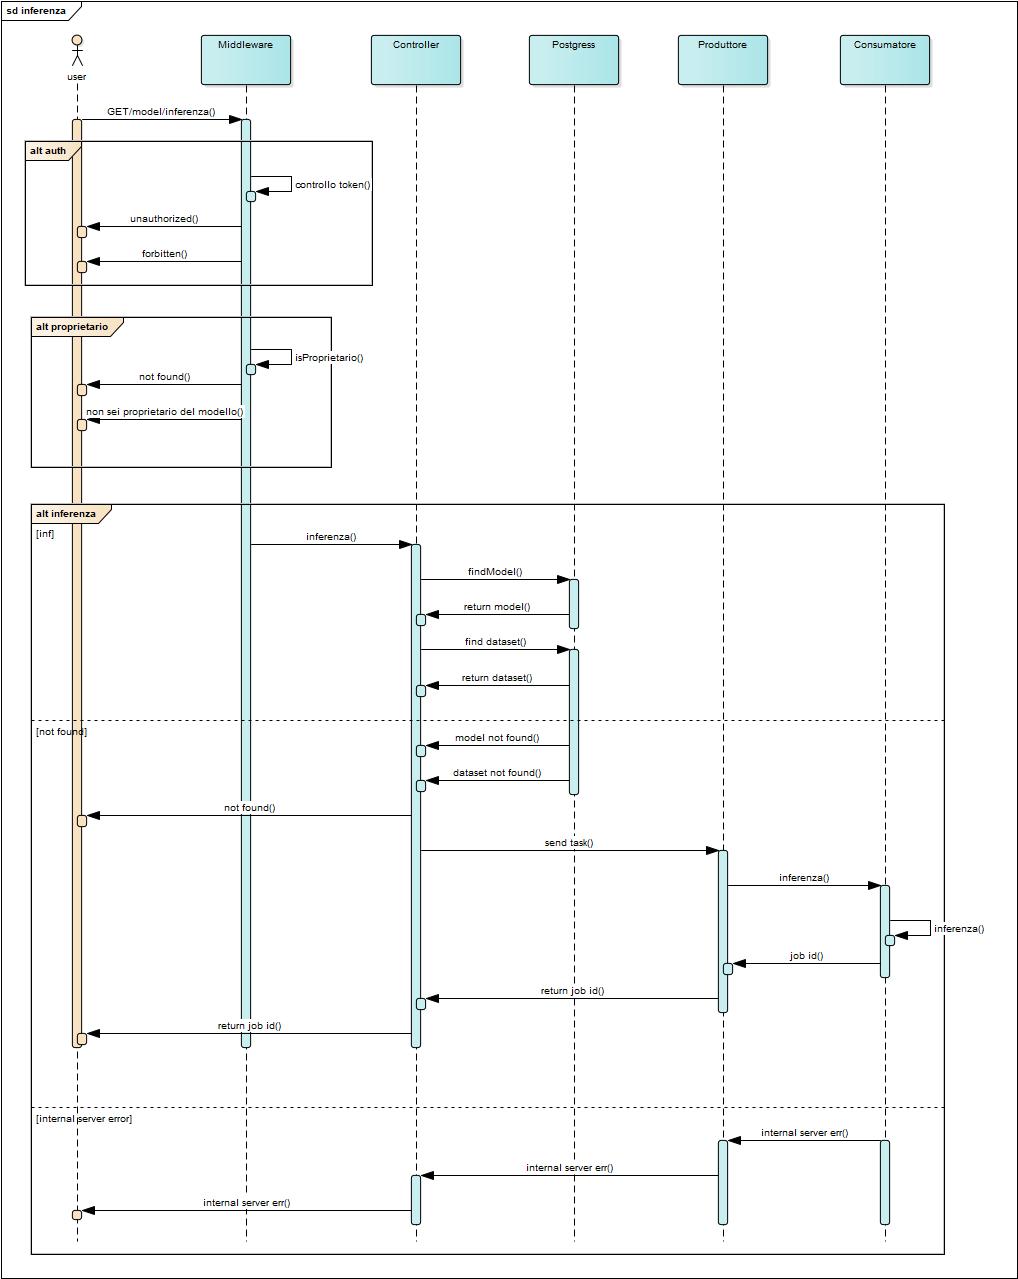 sd inferenza
user
Middleware
Controller
Postgress
Produttore
Consumatore
GET/model/inferenza()
alt auth
controllo token()
unauthorized()
forbitten()
alt proprietario
isProprietario()
not found()
non sei proprietario del modello()
alt inferenza
[inf]
inferenza()
findModel()
return model()
find dataset()
return dataset()
[not found]
model not found()
dataset not found()
not found()
send task()
inferenza()
inferenza()
job id()
return job id()
return job id()
[internal server error]
internal server err()
internal server err()
internal server err()